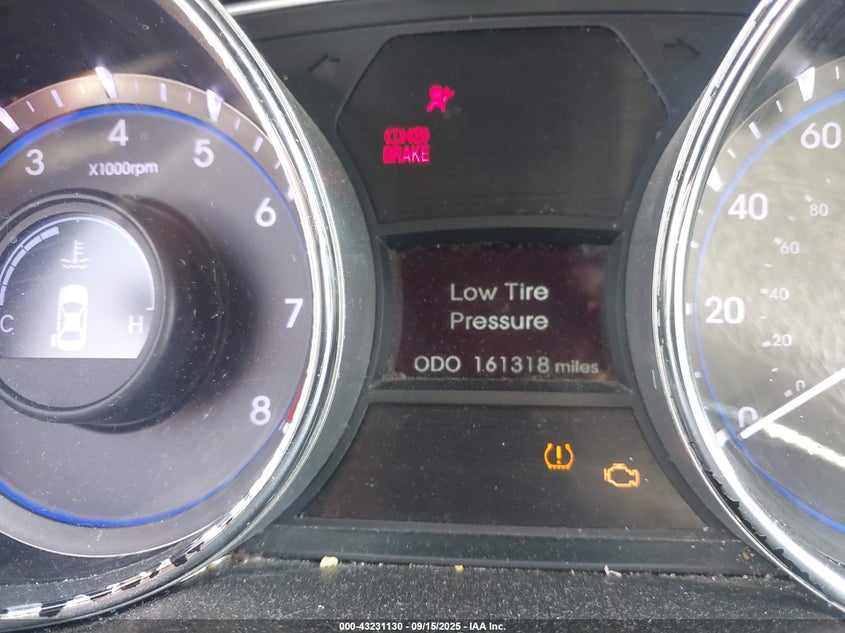 BRAKE
3
4
5
6
7
8
X1000rpm
C
H
Low Tire
Pressure
ODO 161318 miles
60
40
20
0
80
60
40
20
0
000-43231130 - 09/15/2025 - IAA Inc.